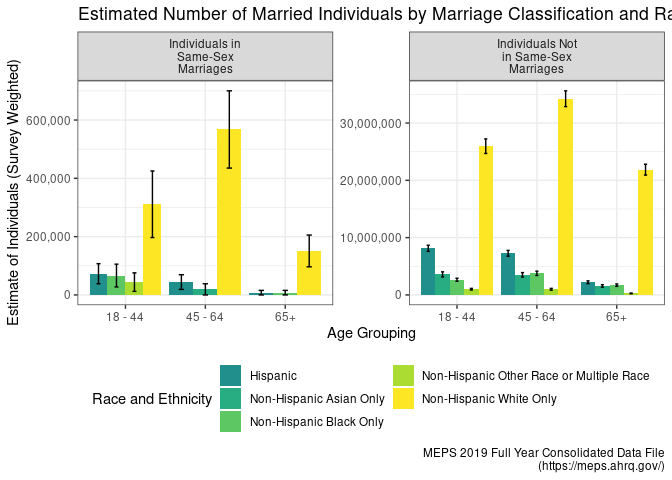 Estimated Number of Married Individuals by Marriage Classification and Ra
Individuals in
Same-Sex
Marriages
Individuals Not
in Same-Sex
Marriages
Estimate of Individuals (Survey Weighted)
600,000
400,000
200,000
0
30,000,000
20,000,000
10,000,000
0
18 - 44
45 - 64
65+
18 - 44
45 - 64
65+
Age Grouping
Race and Ethnicity
Hispanic
Non-Hispanic Asian Only
Non-Hispanic Black Only
Non-Hispanic Other Race or Multiple Race
Non-Hispanic White Only
MEPS 2019 Full Year Consolidated Data File
(https://meps.ahrq.gov/)